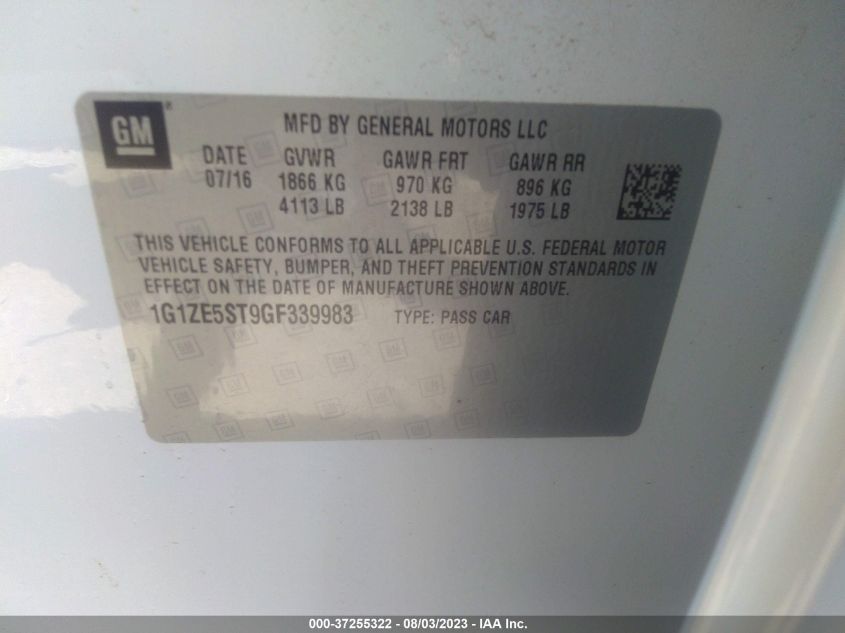 GM®
MFD BY GENERAL MOTORS LLC
DATE GVWR GAWR FRT GAWR RR
07/16 1866 KG 970 KG 896 KG
4113 LB 2138 LB 1975 LB
THIS VEHICLE CONFORMS TO ALL APPLICABLE U.S. FEDERAL MOTOR
VEHICLE SAFETY, BUMPER, AND THEFT PREVENTION STANDARDS IN
EFFECT ON THE DATE OF MANUFACTURE SHOWN ABOVE.
1G1ZE5ST9GF339983 TYPE: PASS CAR
000-37255322 - 08/03/2023 - IAA Inc.